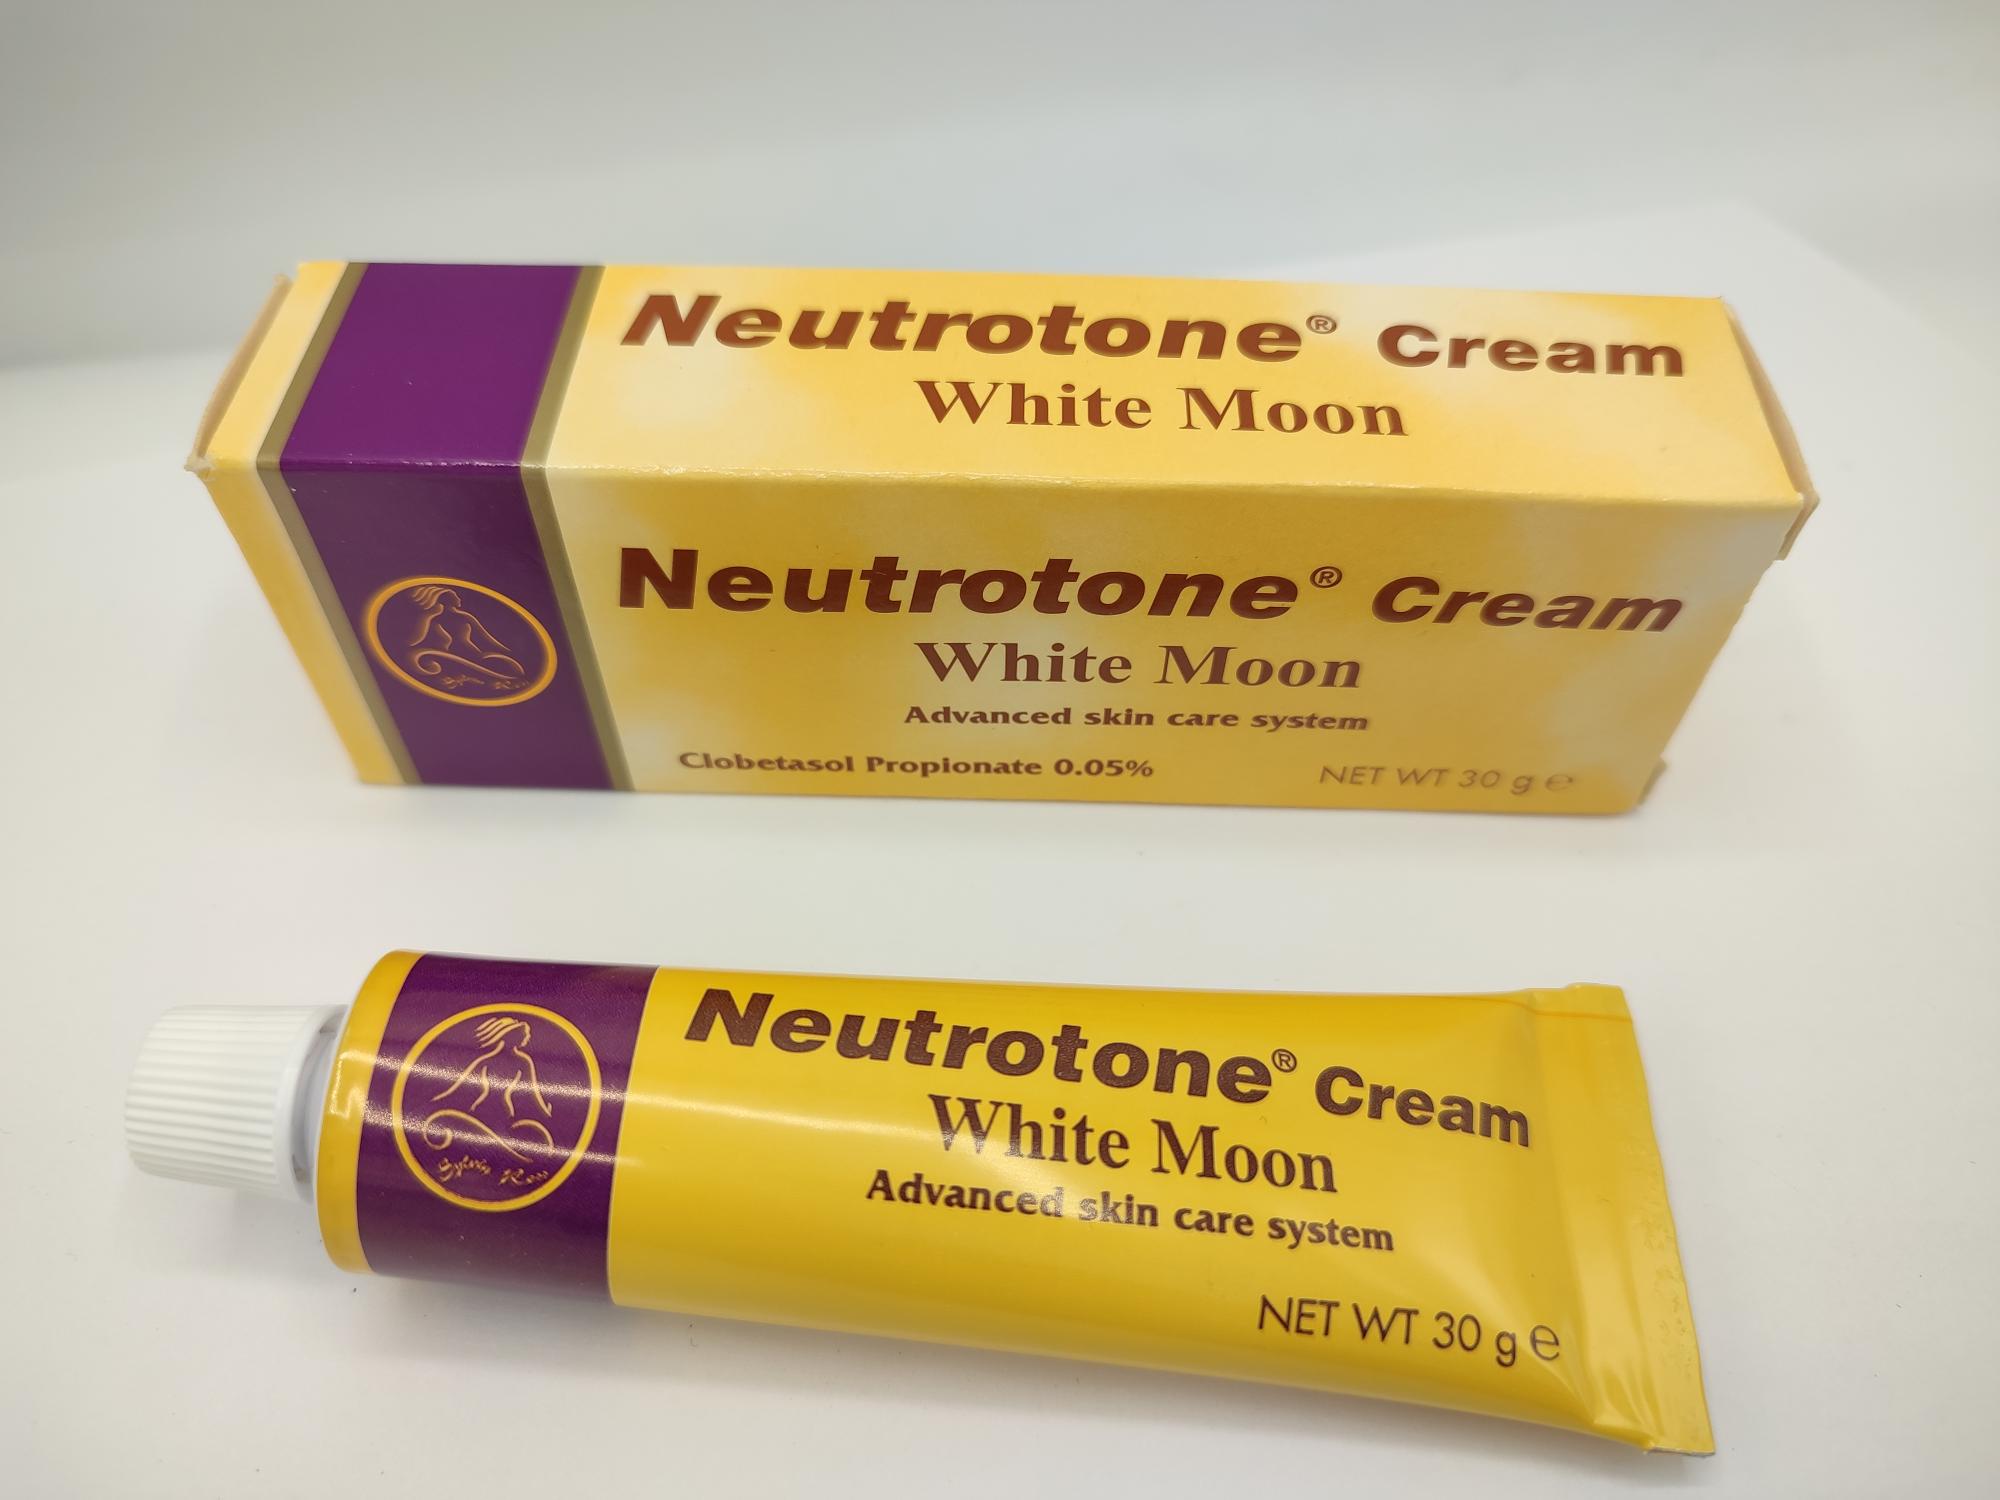 Neutrotone® Cream
White Moon
Neutrotone® Cream
White Moon
Advanced skin care system
Clobetasol Propionate 0.05%
NET WT 30 g ℮
Neutrotone® Cream
White Moon
Advanced skin care system
NET WT 30 g ℮